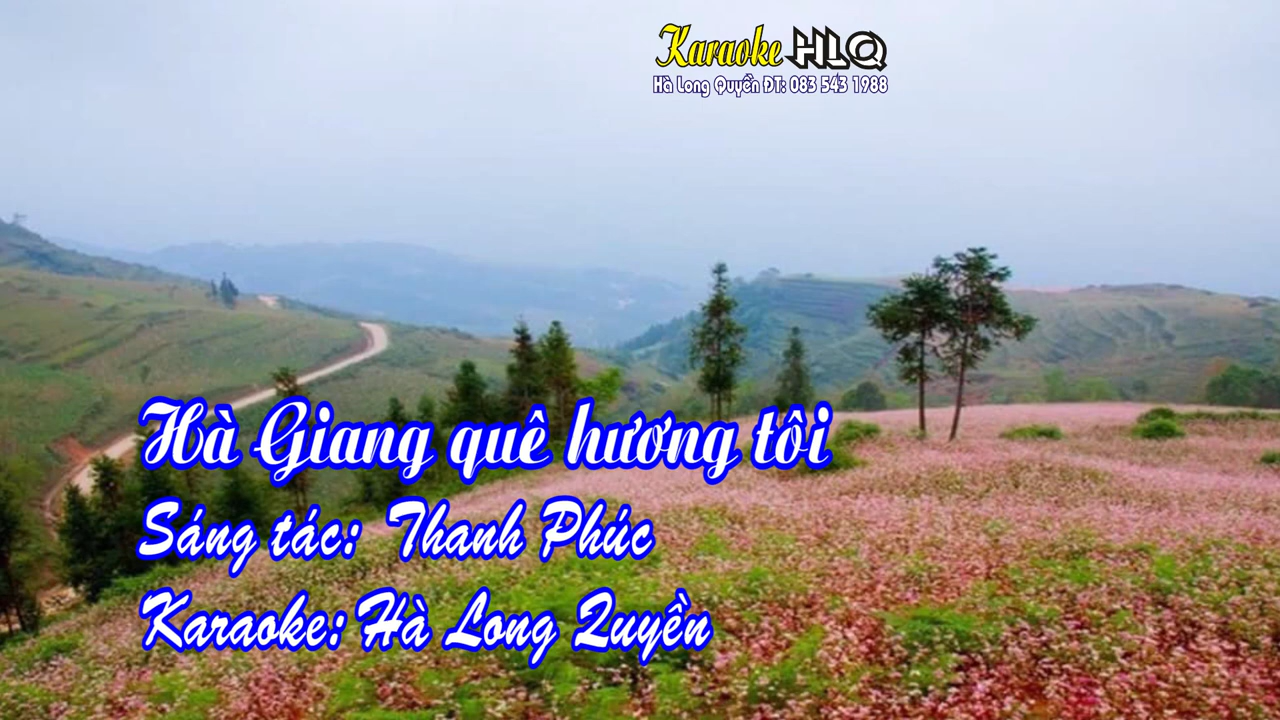 Karaoke HLQ
Hà Long Quyền ĐT: 083 543 1988
Hà Giang quê hương tôi
Sáng tác: Thanh Phúc
Karaoke: Hà Long Quyền